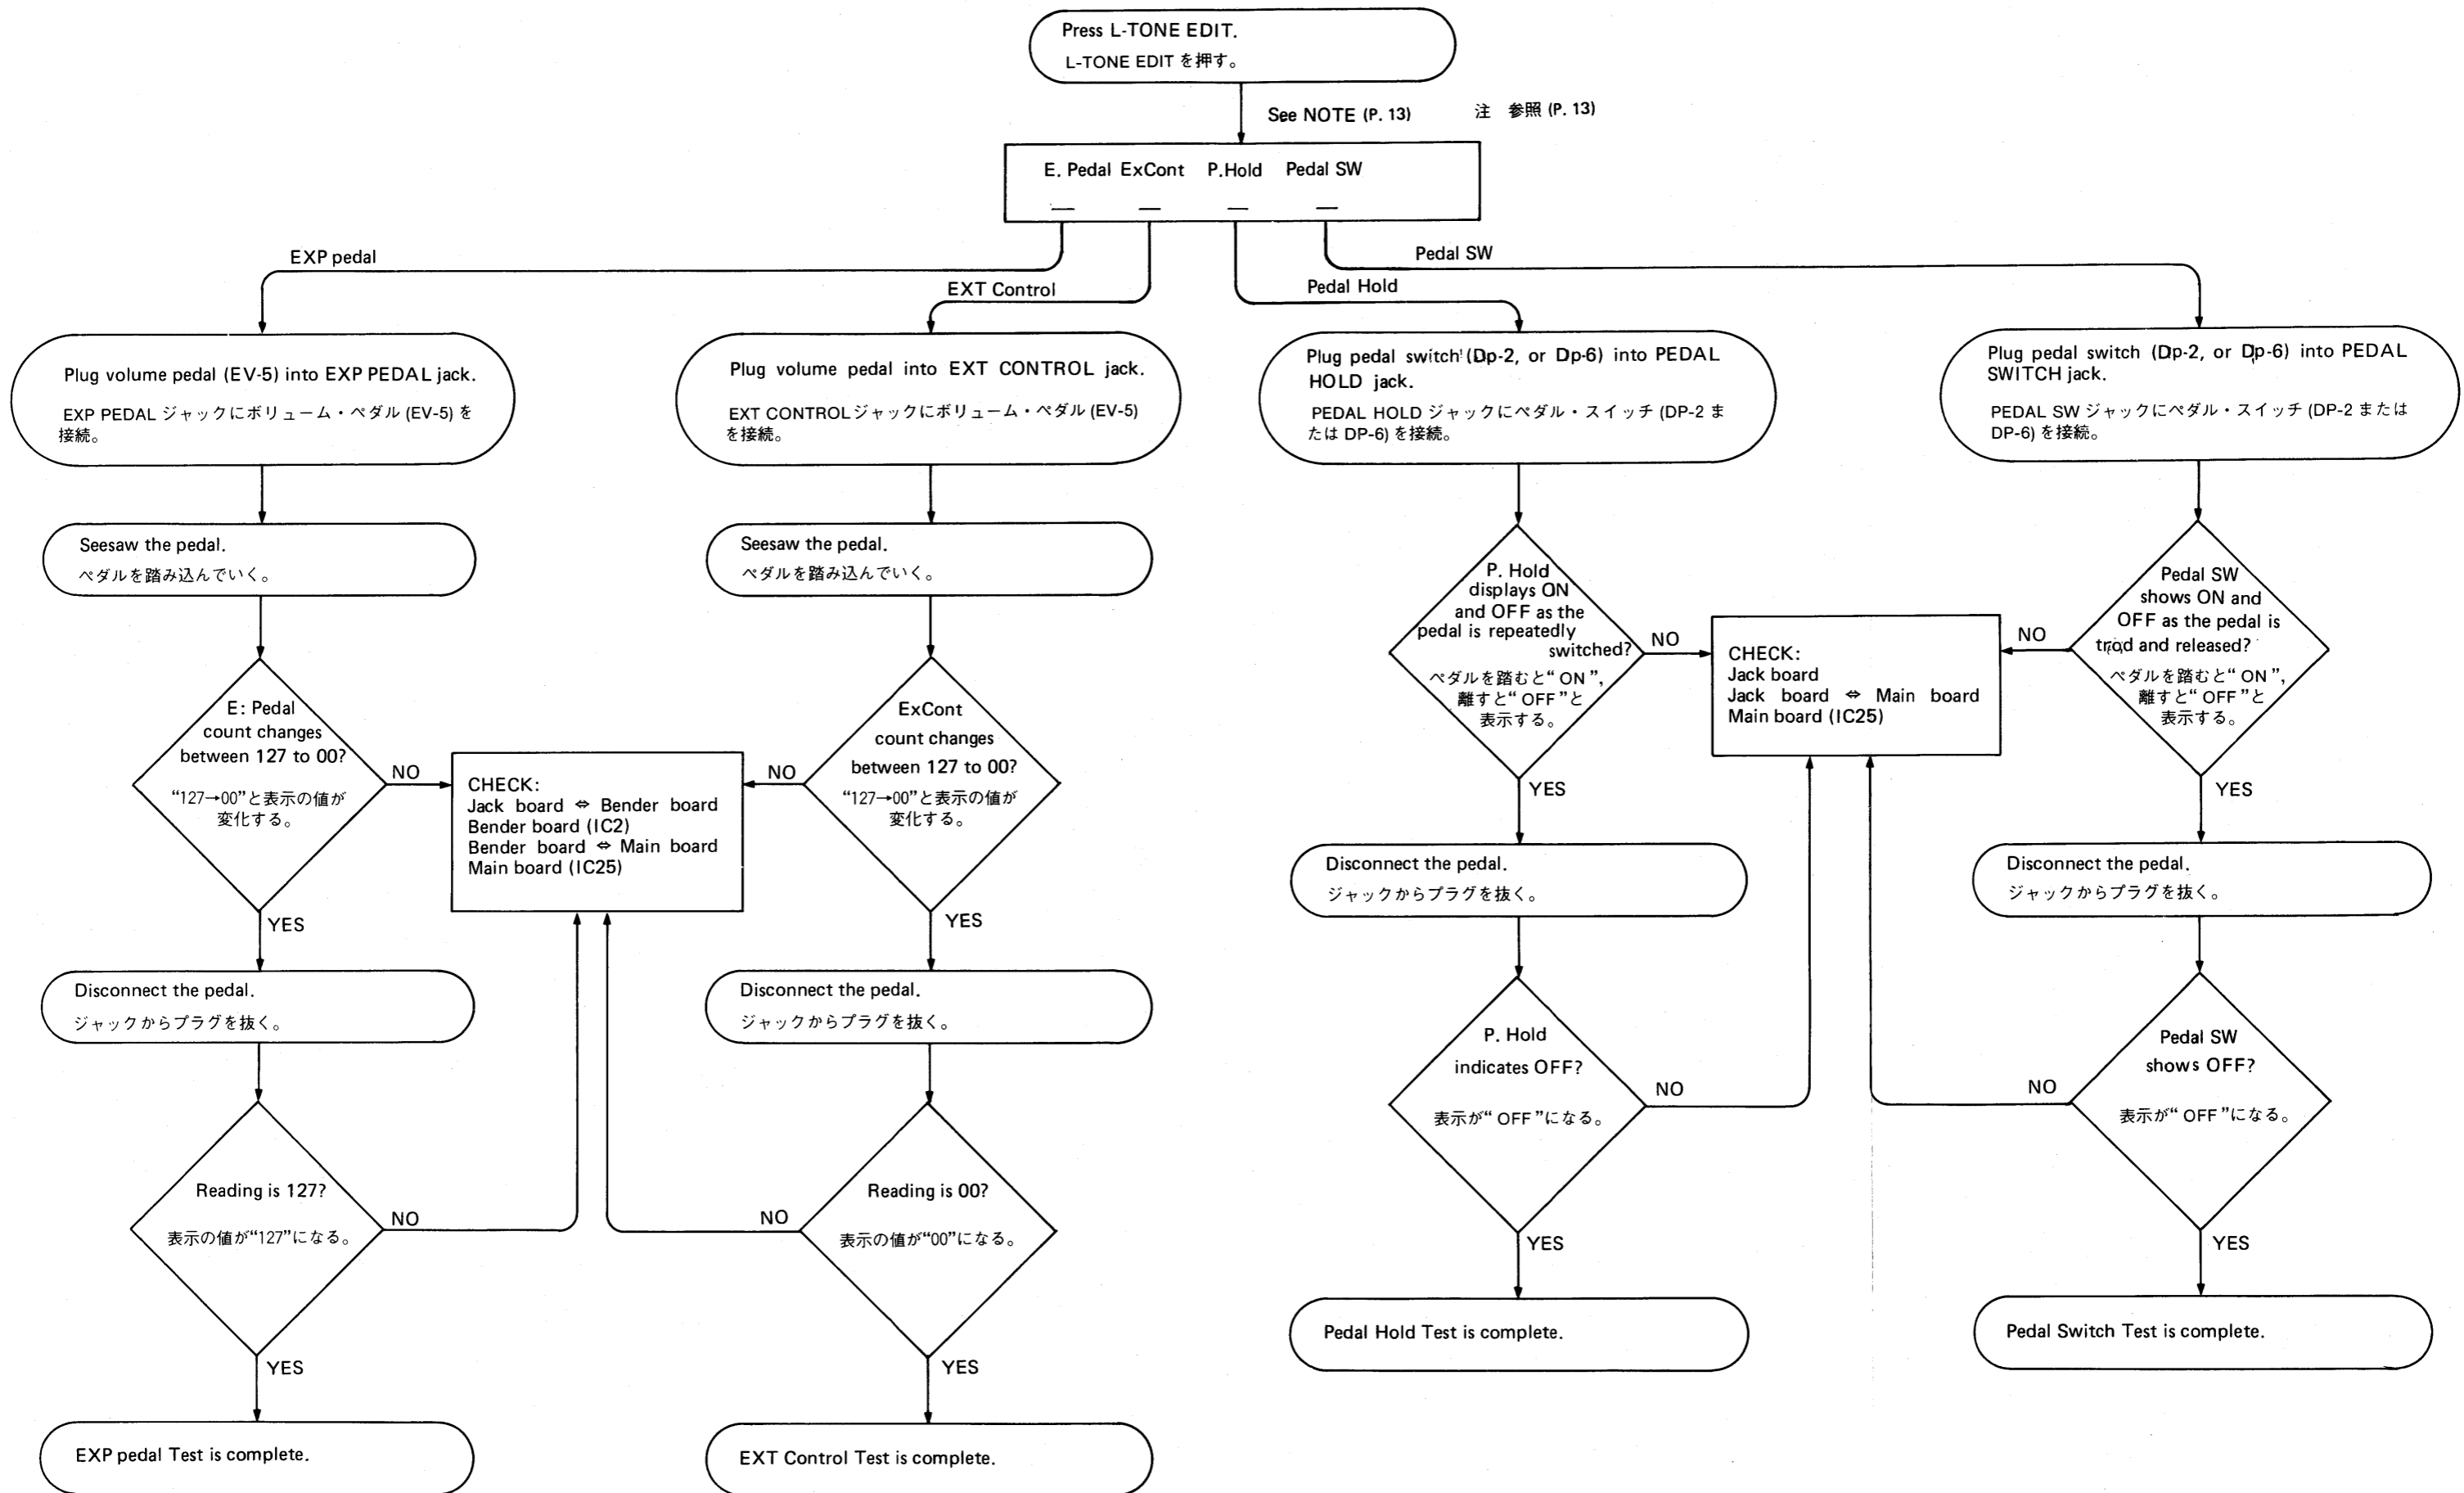 Press L-TONE EDIT.
L-TONE EDIT を押す。
See NOTE (P. 13)
注 参照 (P. 13)
E. Pedal ExCont P.Hold Pedal SW
EXP pedal
EXT Control
Pedal Hold
Pedal SW
Plug volume pedal (EV-5) into EXP PEDAL jack.
EXP PEDAL ジャックにボリューム・ペダル (EV-5) を
接続。
Seesaw the pedal.
ペダルを踏み込んでいく。
E: Pedal
count changes
between 127 to 00?
“127→00”と表示の値が
変化する。
NO
YES
Disconnect the pedal.
ジャックからプラグを抜く。
Reading is 127?
表示の値が“127”になる。
NO
YES
EXP pedal Test is complete.
CHECK:
Jack board ⇔ Bender board
Bender board (IC2)
Bender board ⇔ Main board
Main board (IC25)
Plug volume pedal into EXT CONTROL jack.
EXT CONTROLジャックにボリューム・ペダル (EV-5)
を接続。
Seesaw the pedal.
ペダルを踏み込んでいく。
ExCont
count changes
between 127 to 00?
“127→00”と表示の値が
変化する。
NO
YES
Disconnect the pedal.
ジャックからプラグを抜く。
Reading is 00?
表示の値が“00”になる。
NO
YES
EXT Control Test is complete.
Plug pedal switch (Dp-2, or Dp-6) into PEDAL
HOLD jack.
PEDAL HOLD ジャックにペダル・スイッチ (DP-2 ま
たは DP-6) を接続。
P. Hold
displays ON
and OFF as the
pedal is repeatedly
switched?
ペダルを踏むと“ ON ”,
離すと“ OFF ”と
表示する。
NO
YES
Disconnect the pedal.
ジャックからプラグを抜く。
P. Hold
indicates OFF?
表示が“ OFF ”になる。
NO
YES
Pedal Hold Test is complete.
CHECK:
Jack board
Jack board ⇔ Main board
Main board (IC25)
Plug pedal switch (Dp-2, or Dp-6) into PEDAL
SWITCH jack.
PEDAL SW ジャックにペダル・スイッチ (DP-2 または
DP-6) を接続。
Pedal SW
shows ON and
OFF as the pedal is
trod and released?
ペダルを踏むと“ ON ”,
離すと“ OFF ”と
表示する。
NO
YES
Disconnect the pedal.
ジャックからプラグを抜く。
Pedal SW
shows OFF?
表示が“ OFF ”になる。
NO
YES
Pedal Switch Test is complete.